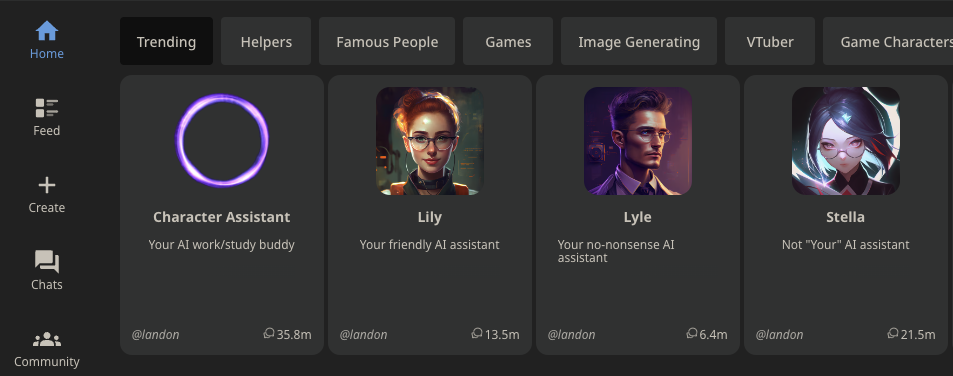 Home
Feed
Create
Chats
Community
Trending
Helpers
Famous People
Games
Image Generating
VTuber
Game Characters
Character Assistant
Your AI work/study buddy
@landon
35.8m
Lily
Your friendly AI assistant
@landon
13.5m
Lyle
Your no-nonsense AI
assistant
@landon
6.4m
Stella
Not "Your" AI assistant
@landon
21.5m